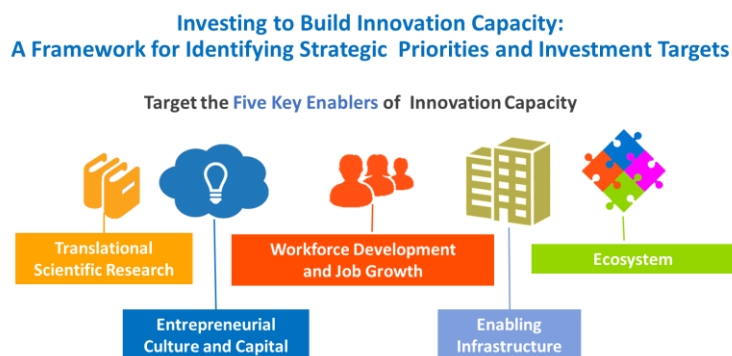 Investing to Build Innovation Capacity:
A Framework for Identifying Strategic Priorities and Investment Targets
Target the Five Key Enablers of Innovation Capacity
Translational
Scientific Research
Entrepreneurial
Culture and Capital
Workforce Development
and Job Growth
Enabling
Infrastructure
Ecosystem